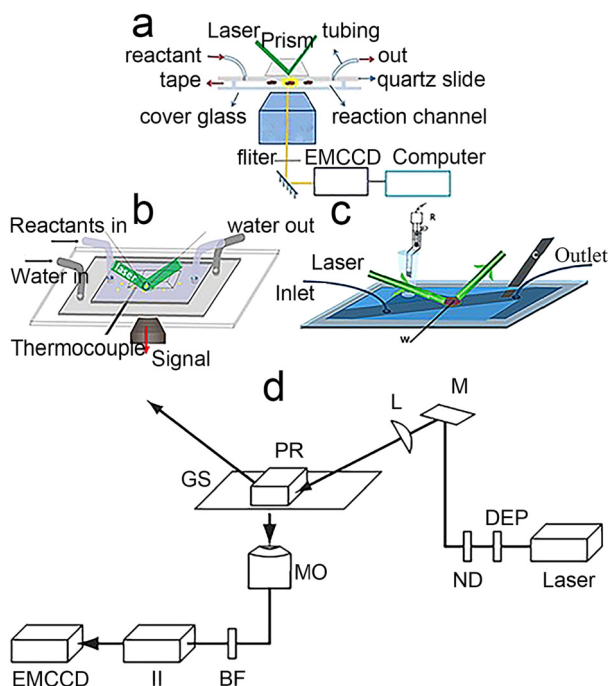 a
Laser
Prism
tubing
reactant
out
tape
quartz slide
cover glass
reaction channel
fliter
EMCCD
Computer
b
Reactants in
water out
Water in
later
Thermocouple
Signal
c
R
Laser
C
Outlet
Inlet
W
d
M
L
PR
GS
DEP
MO
ND
Laser
EMCCD
II
BF